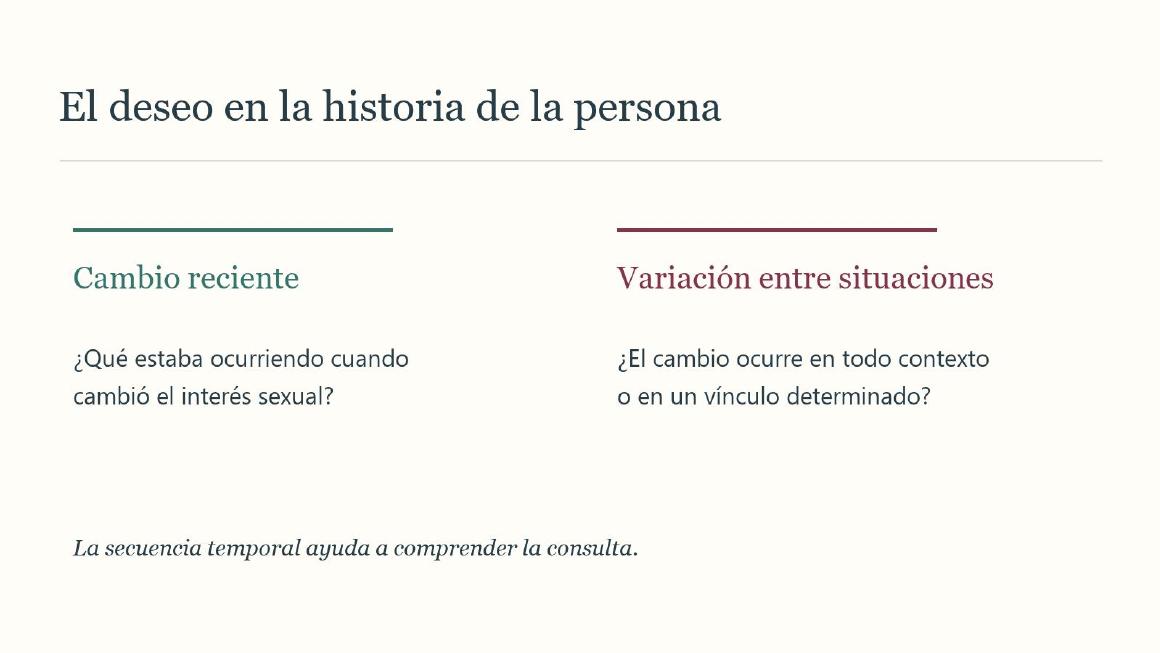 El deseo en la historia de la persona
Cambio reciente
¿Qué estaba ocurriendo cuando
cambió el interés sexual?
Variación entre situaciones
¿El cambio ocurre en todo contexto
o en un vínculo determinado?
La secuencia temporal ayuda a comprender la consulta.